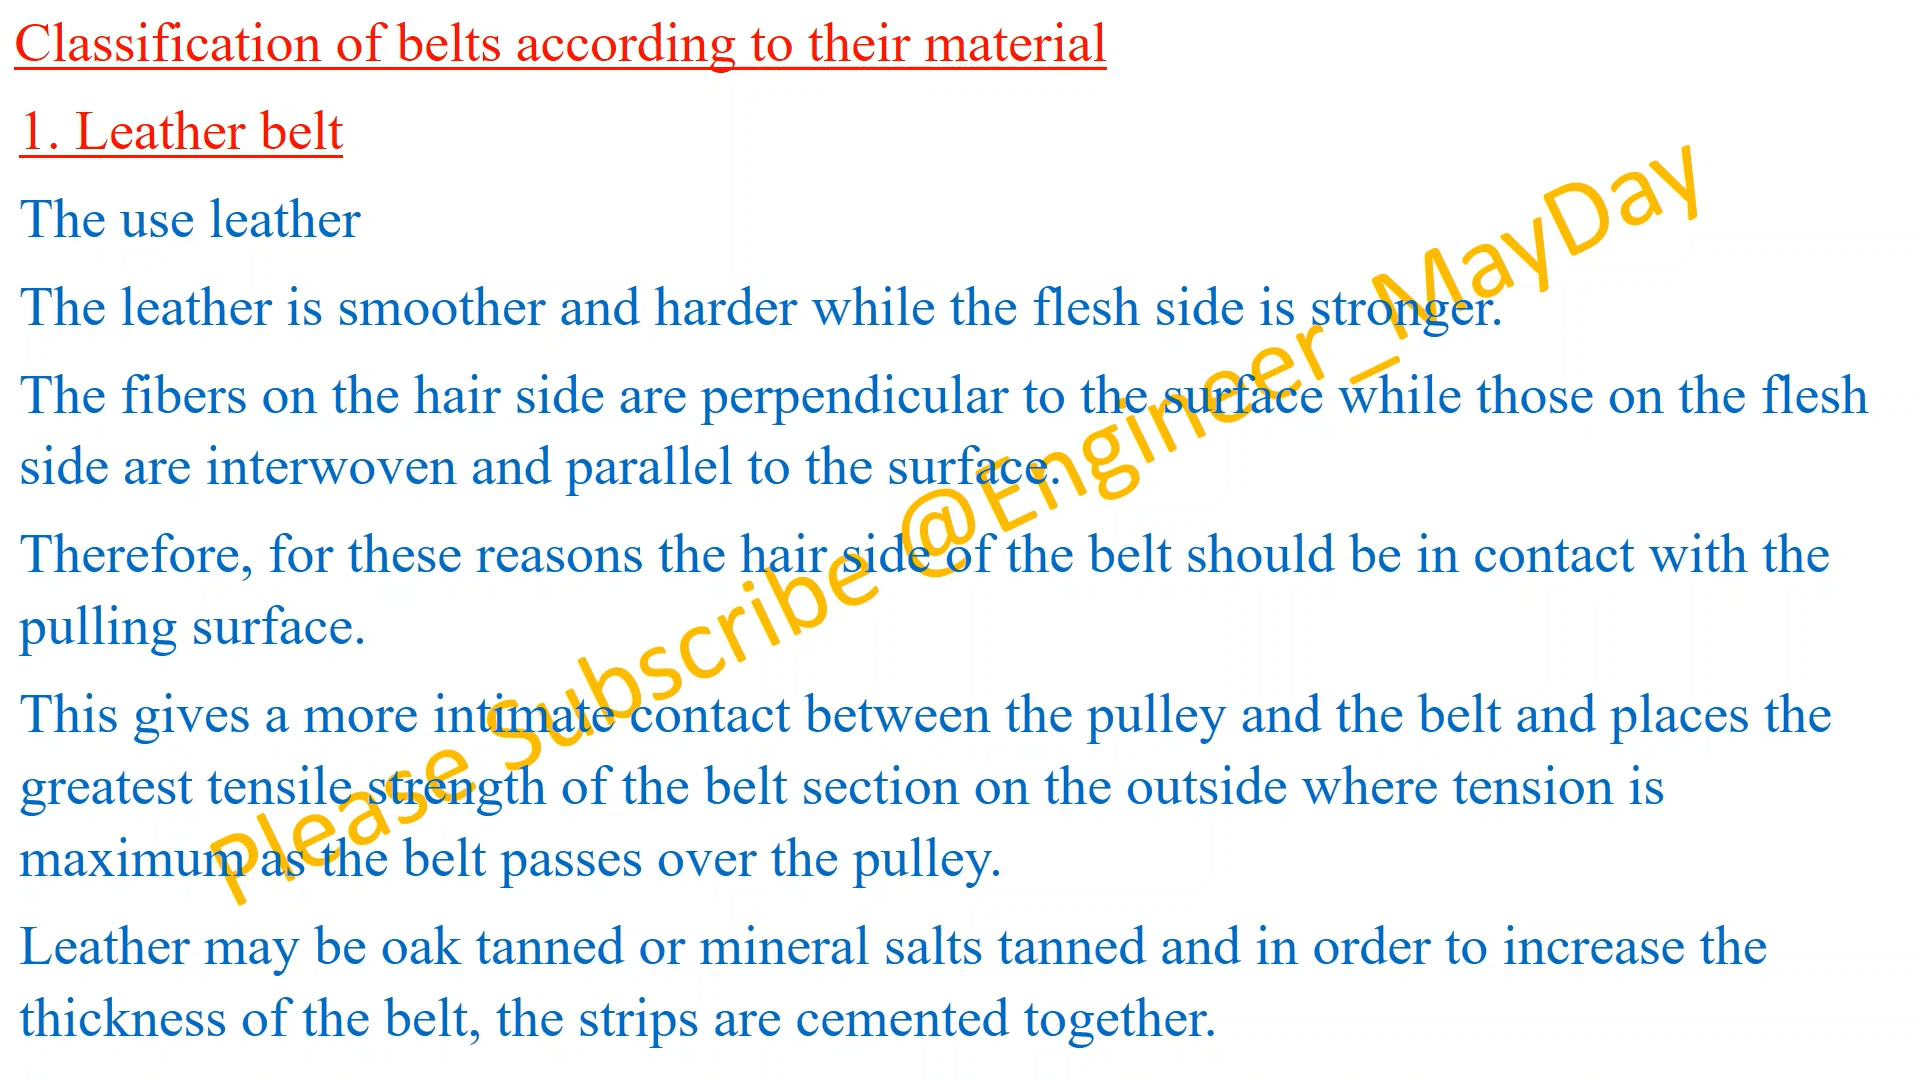 Classification of belts according to their material
1. Leather belt
The use leather
The leather is smoother and harder while the flesh side is stronger.
The fibers on the hair side are perpendicular to the surface while those on the flesh
side are interwoven and parallel to the surface.
Therefore, for these reasons the hair side of the belt should be in contact with the
pulling surface.
This gives a more intimate contact between the pulley and the belt and places the
greatest tensile strength of the belt section on the outside where tension is
maximum as the belt passes over the pulley.
Leather may be oak tanned or mineral salts tanned and in order to increase the
thickness of the belt, the strips are cemented together.
Please Subscribe @Engineer_MayDay